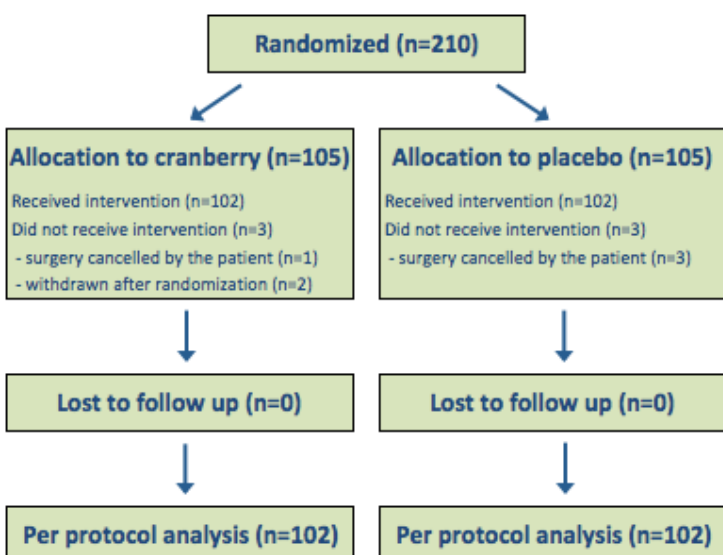 Randomized (n=210)
Allocation to cranberry (n=105)
Received intervention (n=102)
Did not receive intervention (n=3)
- surgery cancelled by the patient (n=1)
- withdrawn after randomization (n=2)
Allocation to placebo (n=105)
Received intervention (n=102)
Did not receive intervention (n=3)
- surgery cancelled by the patient (n=3)
Lost to follow up (n=0)
Lost to follow up (n=0)
Per protocol analysis (n=102)
Per protocol analysis (n=102)